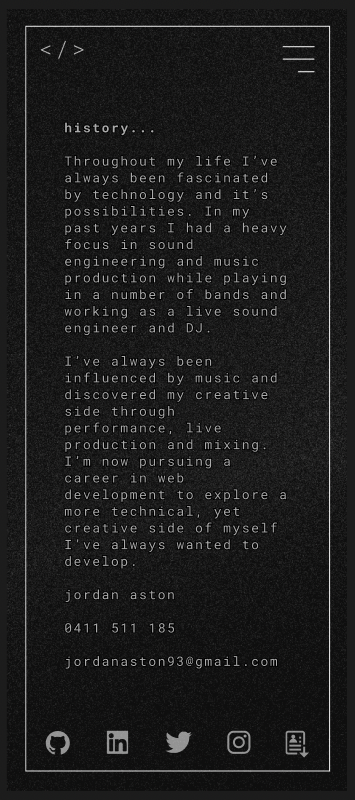 </>
history...
Throughout my life I've
always been fascinated
by technology and it's
possibilities. In my
past years I had a heavy
focus in sound
engineering and music
production while playing
in a number of bands and
working as a live sound
engineer and DJ.
I've always been
influenced by music and
discovered my creative
side through
performance, live
production and mixing.
I'm now pursuing a
career in web
development to explore a
more technical, yet
creative side of myself
I've always wanted to
develop.
jordan aston
0411 511 185
jordanaston93@gmail.com
in